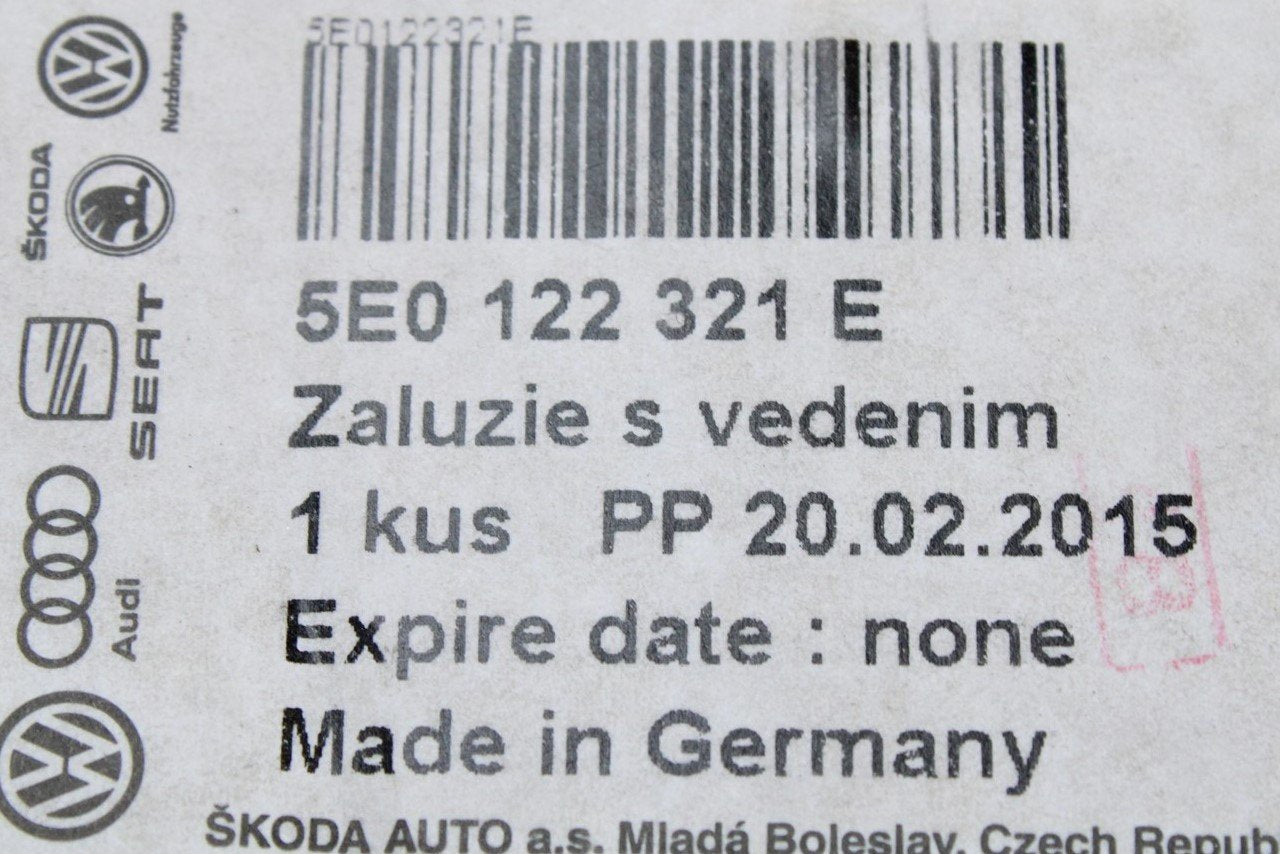 5E0122321E
5E0 122 321 E
Zaluzie s vedenim
1 kus PP 20.02.2015
Expire date : none
Made in Germany
ŠKODA AUTO a.s. Mladá Boleslav, Czech Repub
Nutzfahrzeuge
ŠKODA
SEAT
Audi